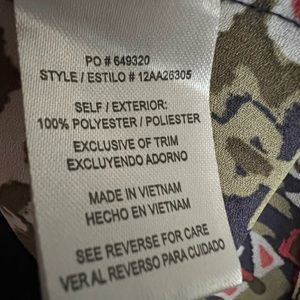 PO # 649320
STYLE / ESTILO # 12AA26305
SELF / EXTERIOR:
100% POLYESTER / POLIESTER
EXCLUSIVE OF TRIM
EXCLUYENDO ADORNO
MADE IN VIETNAM
HECHO EN VIETNAM
SEE REVERSE FOR CARE
VER AL REVERSO PARA CUIDADO